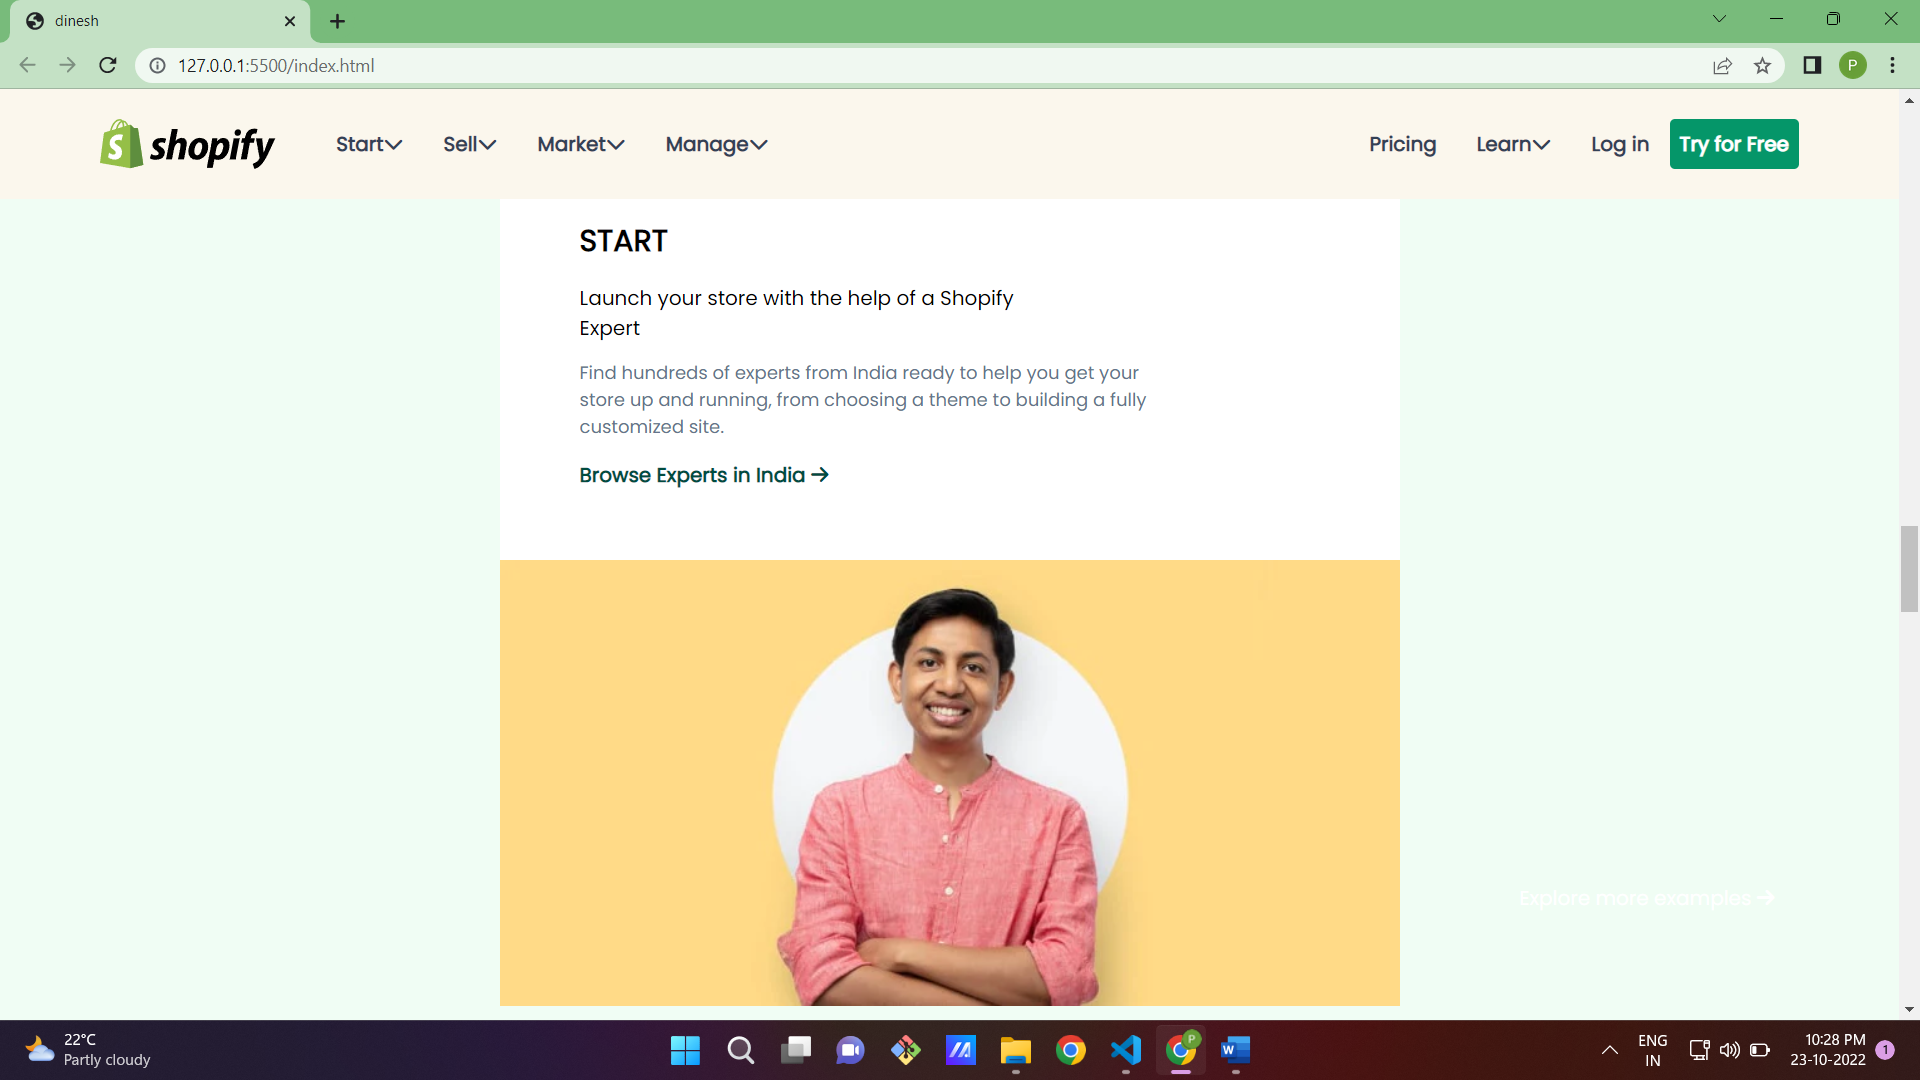 dinesh
127.0.0.1:5500/index.html
P
shopify
Start
Sell
Market
Manage
Pricing
Learn
Log in
Try for Free
START
Launch your store with the help of a Shopify
Expert
Find hundreds of experts from India ready to help you get your
store up and running, from choosing a theme to building a fully
customized site.
Browse Experts in India →
Explore more examples →
22°C
Partly cloudy
P
W
ENG
IN
10:28 PM
23-10-2022
1